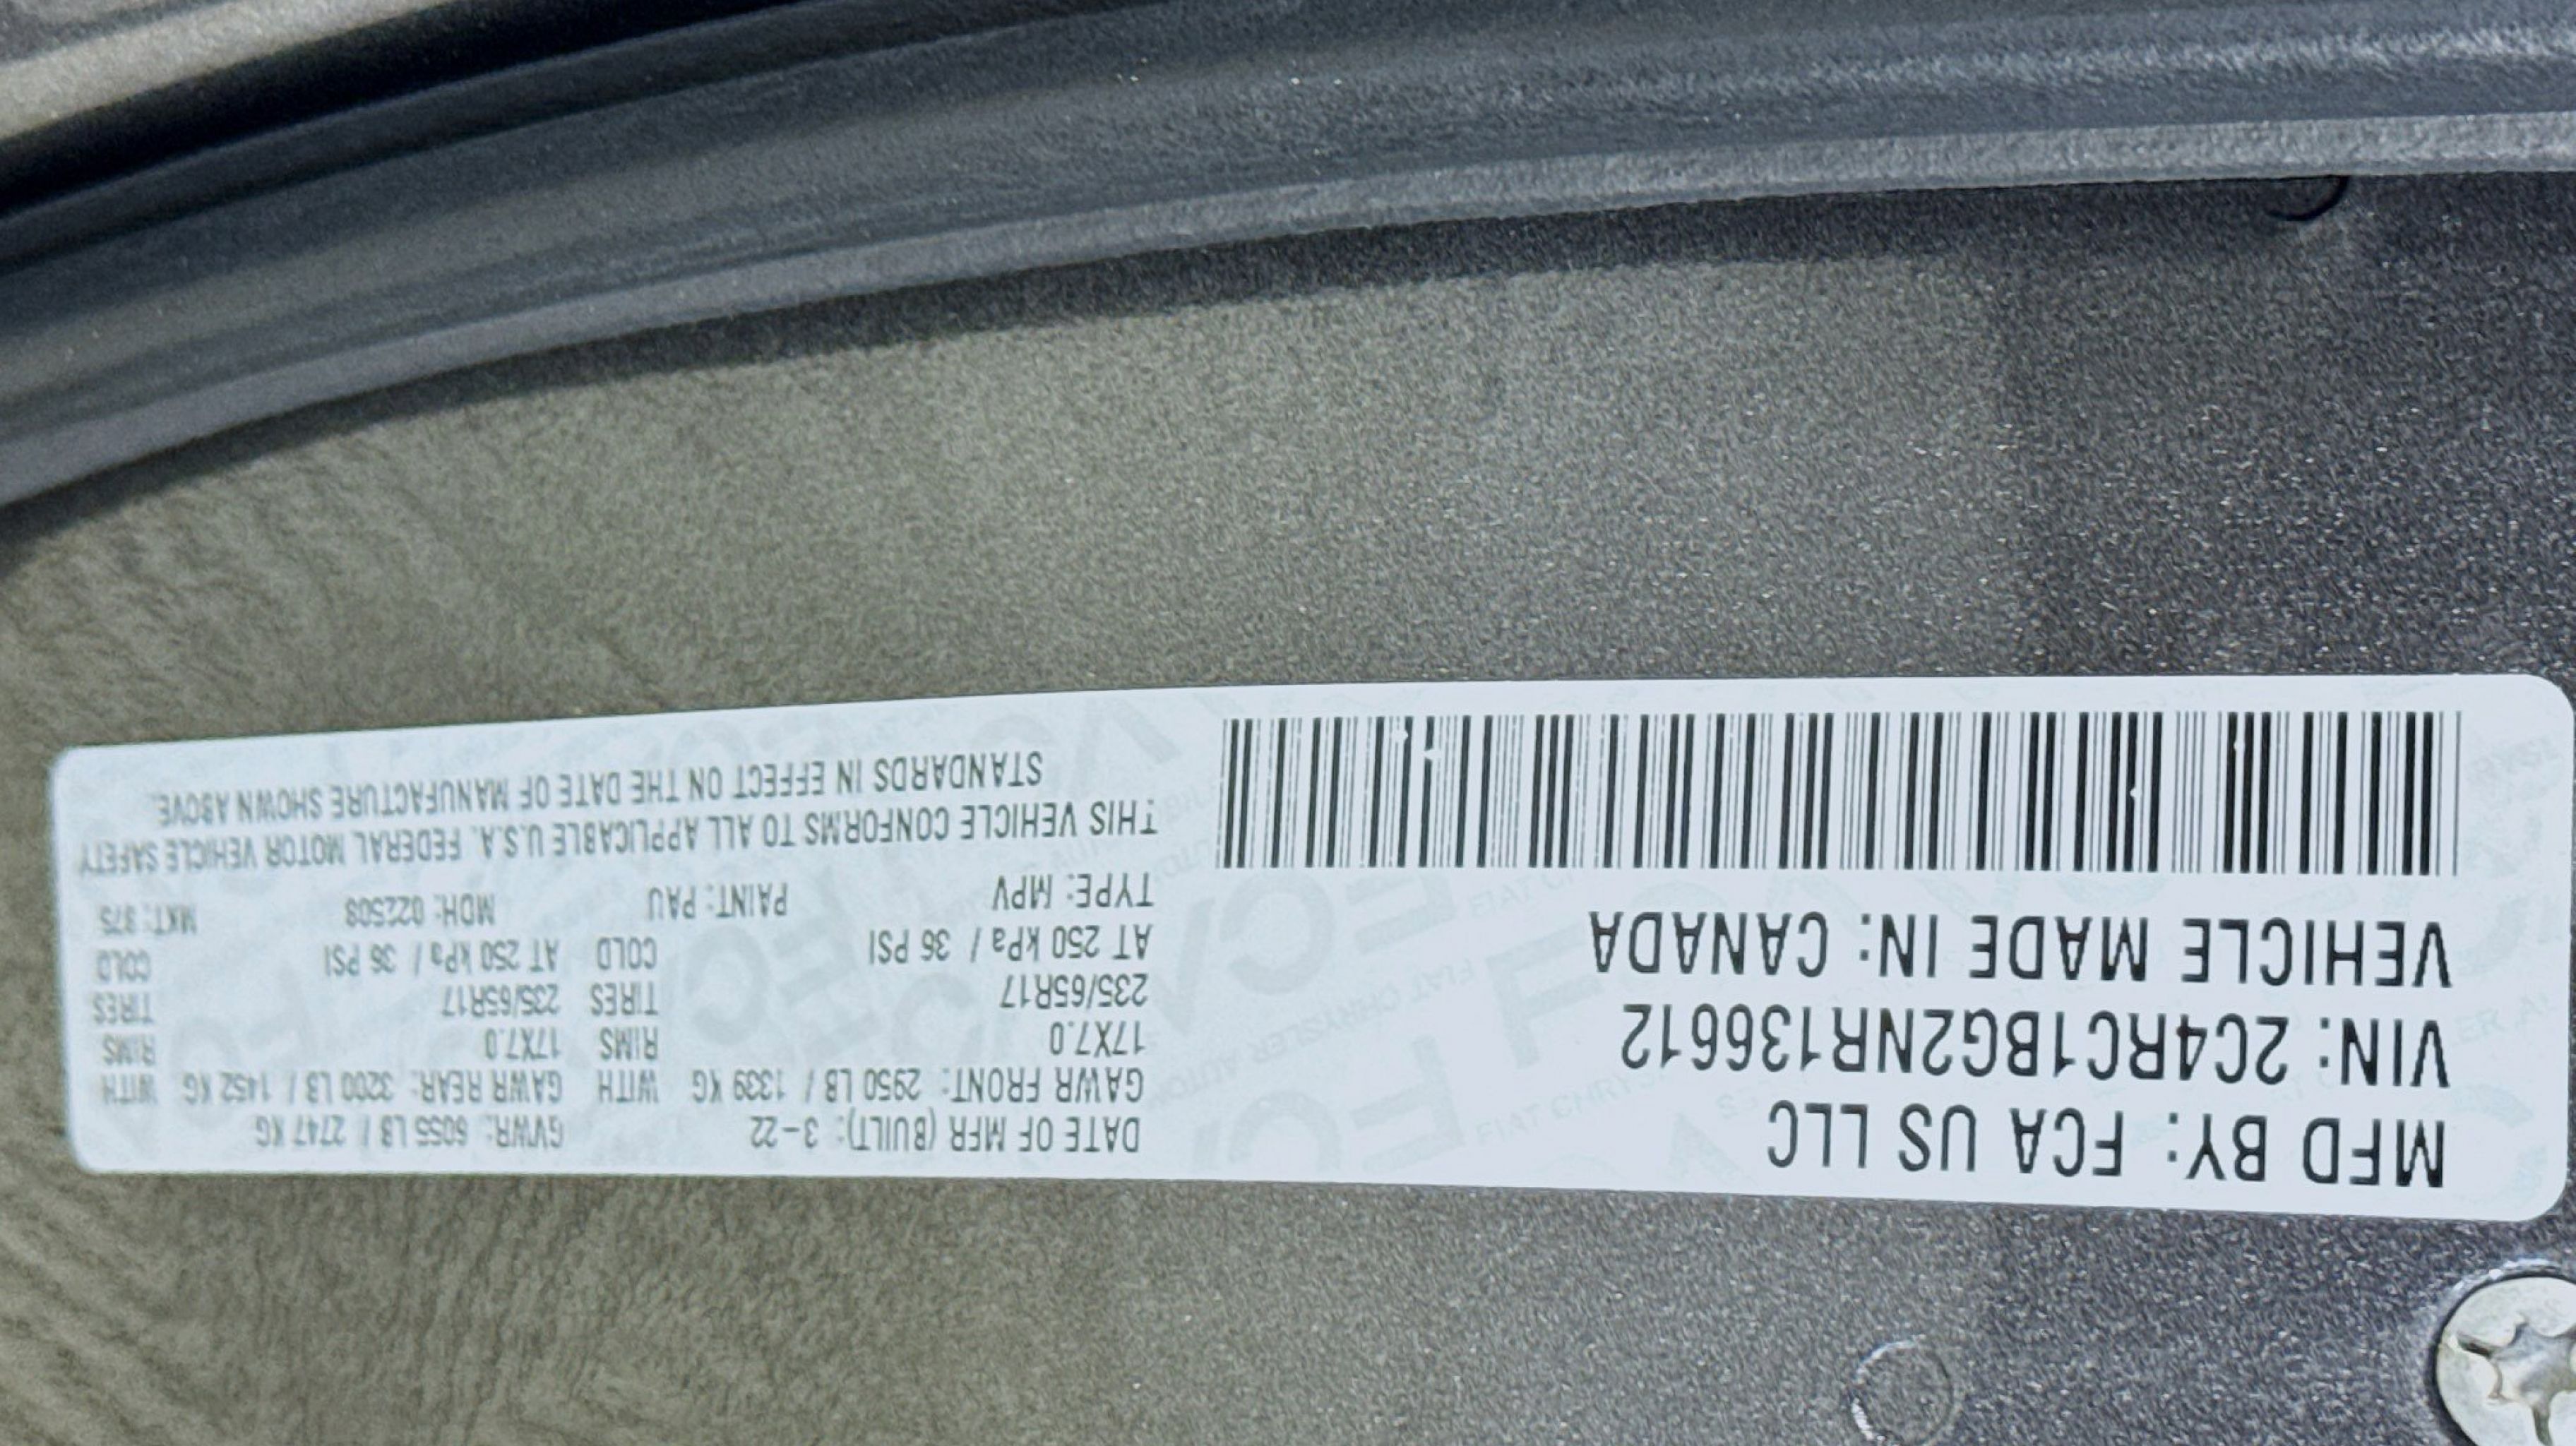 MFD BY: FCA US LLC
VIN: 2C4RC1BG2NR136612
VEHICLE MADE IN: CANADA
DATE OF MFR (BUILT): 3-22 GVWR: 6055 LB / 2747 KG
GAWR FRONT: 2950 LB / 1339 KG WITH GAWR REAR: 3200 LB / 1452 KG WITH
17X7.0 RIMS 17X7.0 RIMS
235/65R17 TIRES 235/65R17 TIRES
AT 250 kPa / 36 PSI COLD AT 250 kPa / 36 PSI COLD
TYPE: MPV PAINT: PAU MDH: 022508 MKT: 375
THIS VEHICLE CONFORMS TO ALL APPLICABLE U.S.A. FEDERAL MOTOR VEHICLE SAFETY
STANDARDS IN EFFECT ON THE DATE OF MANUFACTURE SHOWN ABOVE.